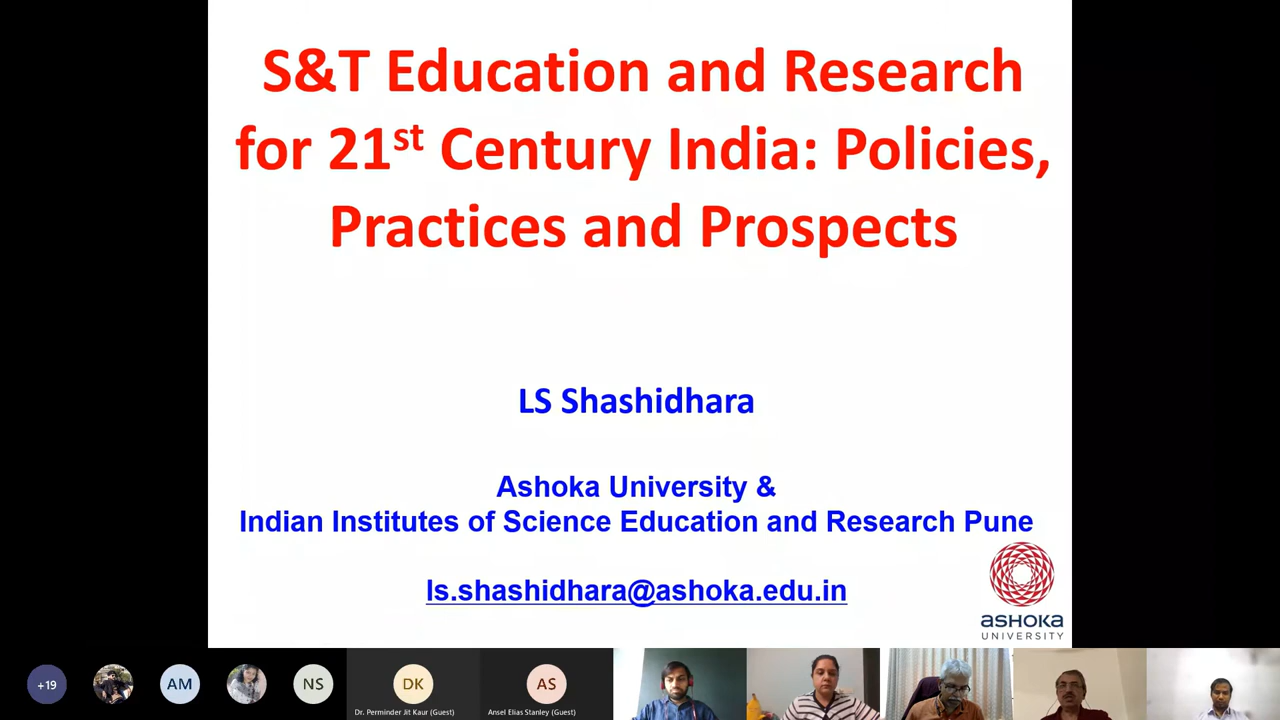 S&T Education and Research
for 21st Century India: Policies,
Practices and Prospects
LS Shashidhara
Ashoka University &
Indian Institutes of Science Education and Research Pune
ls.shashidhara@ashoka.edu.in
ASHOKA
UNIVERSITY
+19
AM
NS
DK
AS
Dr. Perminder Jit Kaur (Guest)
Ansel Elias Stanley (Guest)